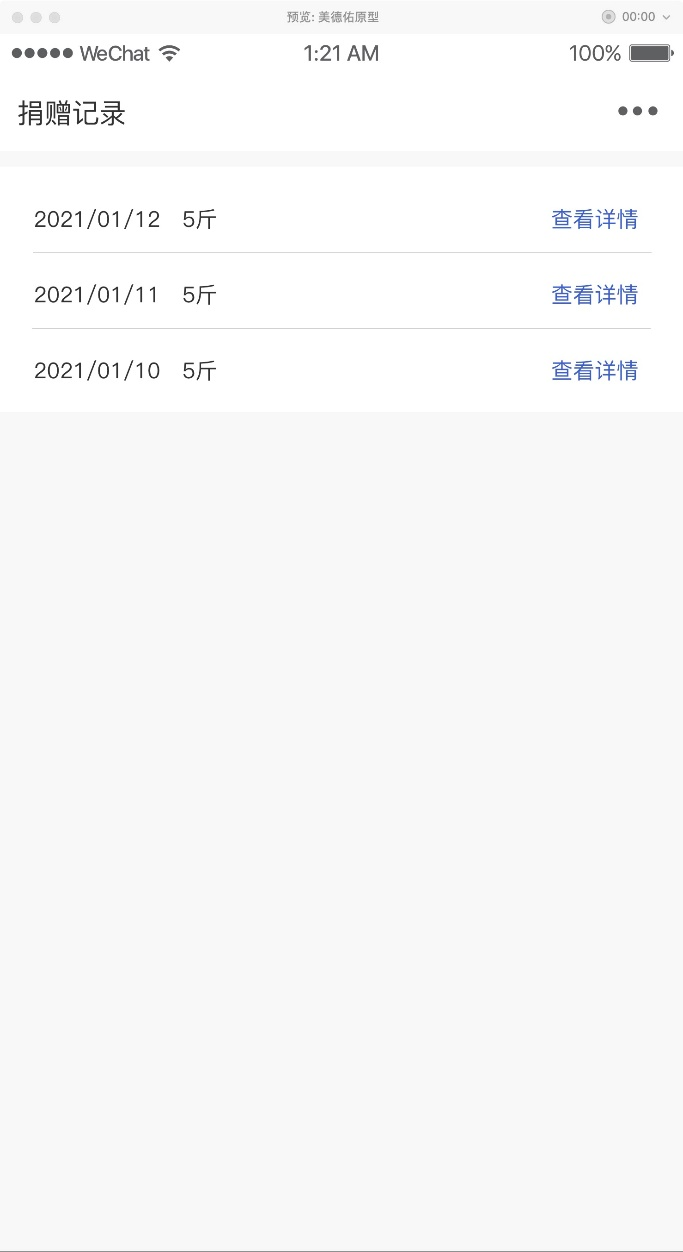 预览: 美德佑原型 00:00
WeChat 1:21 AM 100%
捐赠记录
2021/01/12 5斤 查看详情
2021/01/11 5斤 查看详情
2021/01/10 5斤 查看详情